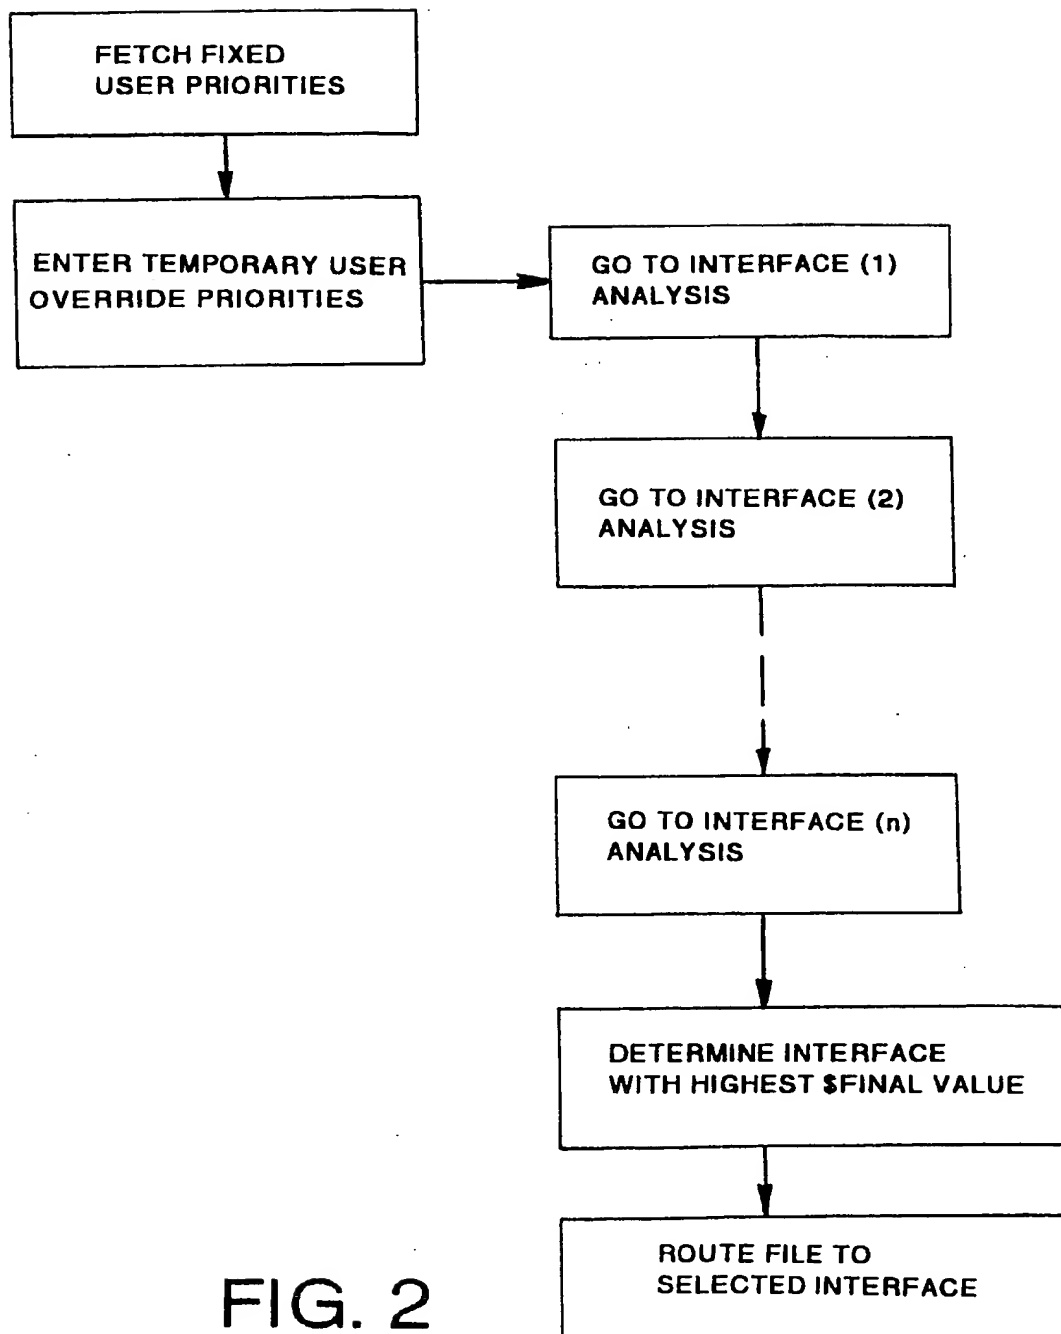 FETCH FIXED
USER PRIORITIES
ENTER TEMPORARY USER
OVERRIDE PRIORITIES
GO TO INTERFACE (1)
ANALYSIS
GO TO INTERFACE (2)
ANALYSIS
GO TO INTERFACE (n)
ANALYSIS
DETERMINE INTERFACE
WITH HIGHEST $FINAL VALUE
ROUTE FILE TO
SELECTED INTERFACE
FIG. 2